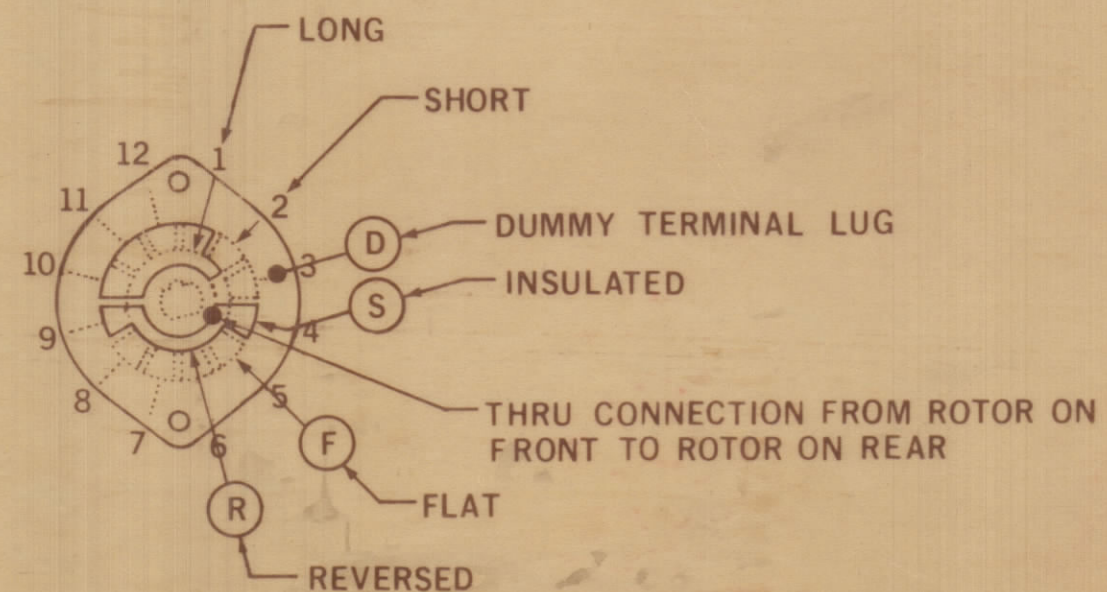 LONG
SHORT
12 1
11 2
D DUMMY TERMINAL LUG
10 3
S INSULATED
9 4
8 5
THRU CONNECTION FROM ROTOR ON
FRONT TO ROTOR ON REAR
7 6
F
FLAT
R
REVERSED